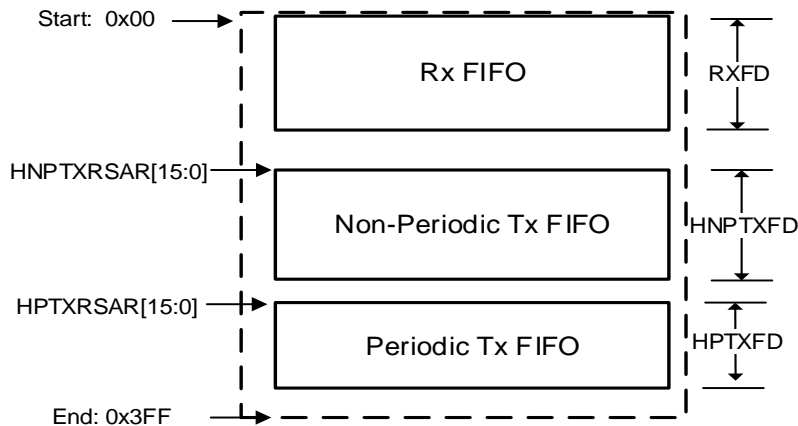 Start: 0x00
Rx FIFO
RXFD
HNPTXRSAR[15:0]
Non-Periodic Tx FIFO
HNPTXFD
HPTXRSAR[15:0]
Periodic Tx FIFO
HPTXFD
End: 0x3FF